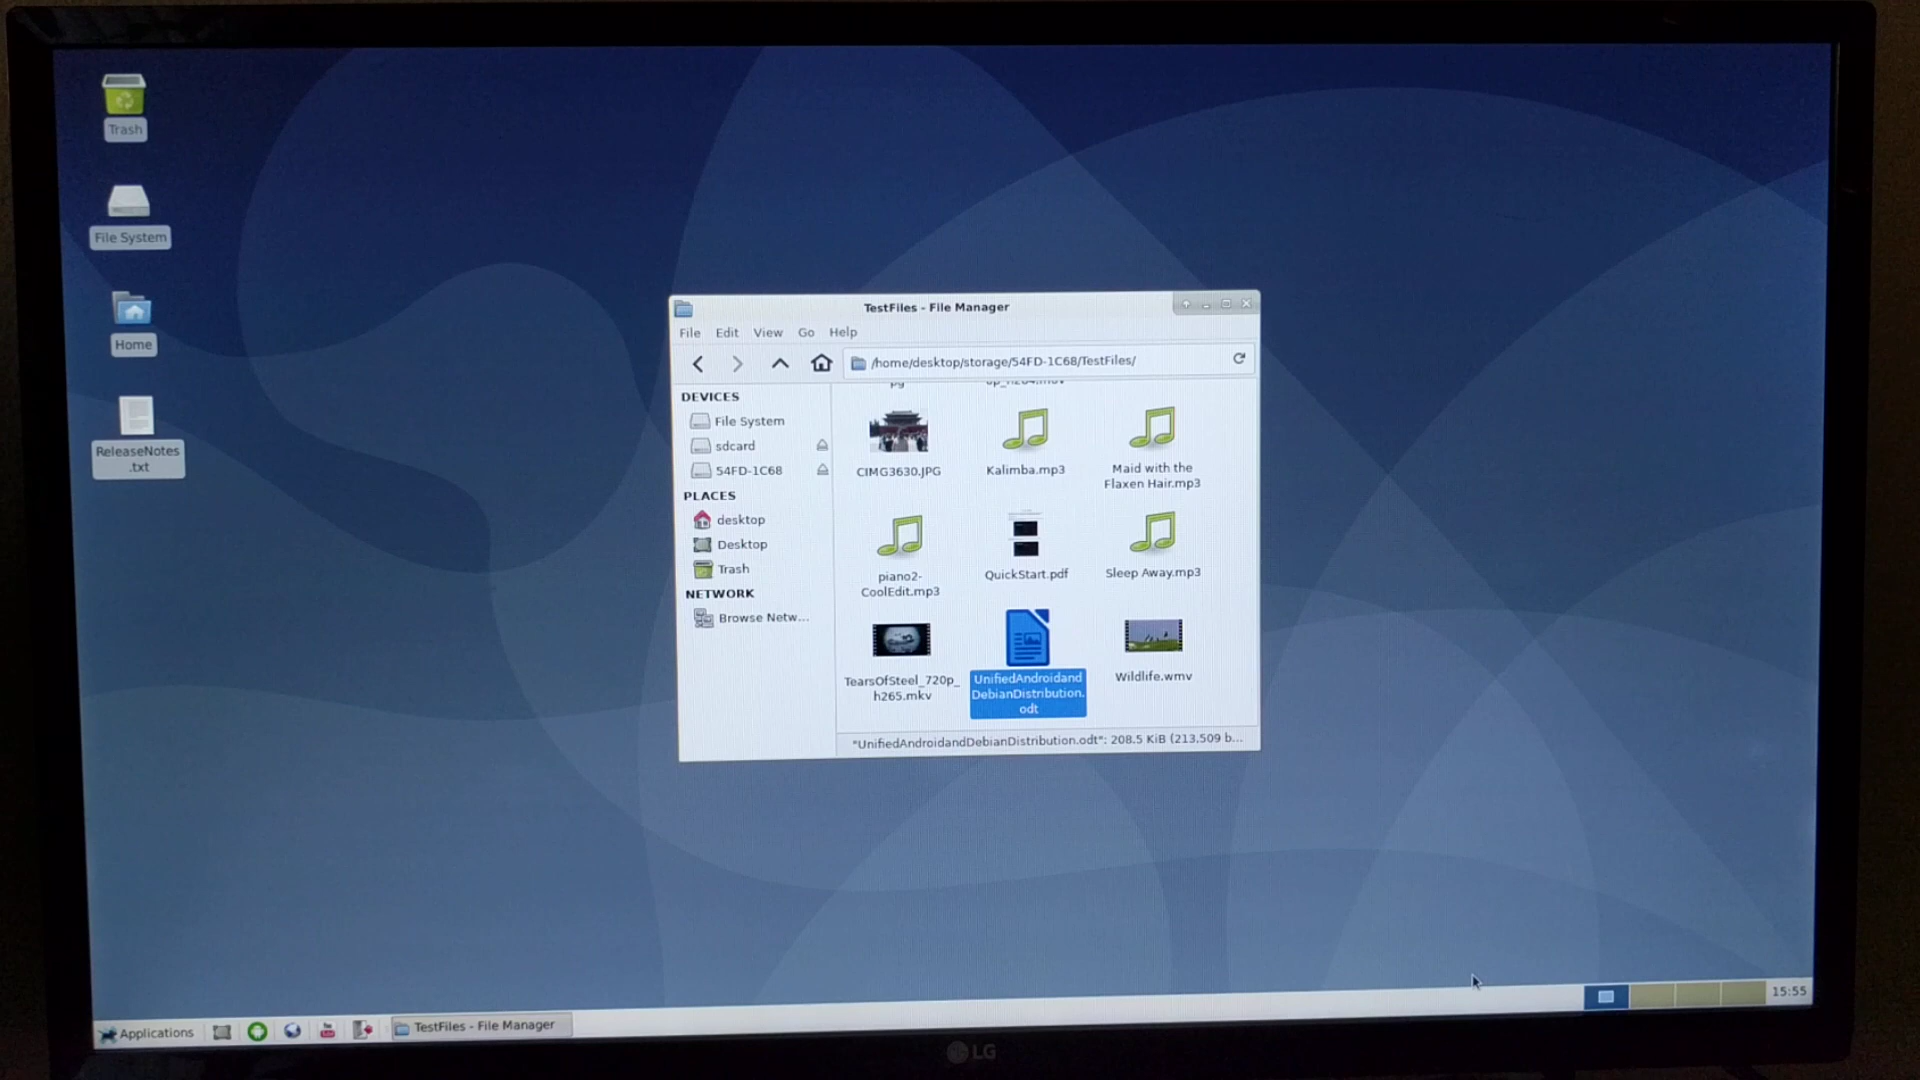 Trash
File System
Home
ReleaseNotes
.txt
TestFiles - File Manager
File Edit View Go Help
/home/desktop/storage/54FD-1C68/TestFiles/
DEVICES
File System
sdcard
54FD-1C68
PLACES
desktop
Desktop
Trash
NETWORK
Browse Netw...
CIMG3630.JPG
Kalimba.mp3
Maid with the
Flaxen Hair.mp3
piano2-
CoolEdit.mp3
QuickStart.pdf
Sleep Away.mp3
TearsOfSteel_720p_
h265.mkv
UnifiedAndroidand
DebianDistribution.
odt
Wildlife.wmv
"UnifiedAndroidandDebianDistribution.odt": 208.5 KiB (213,509 b...
Applications
TestFiles - File Manager
15:55
LG